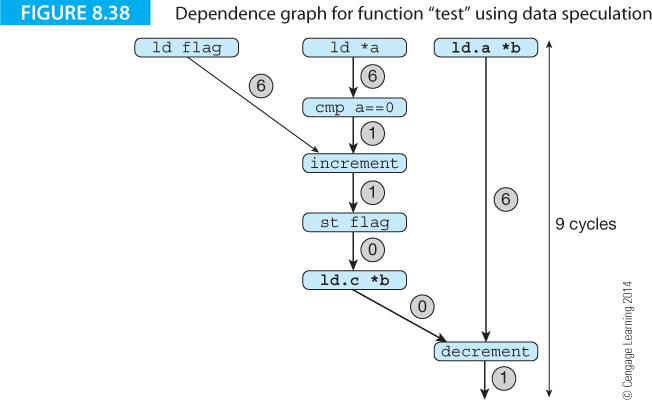 FIGURE 8.38 Dependence graph for function “test” using data speculation
ld flag ld *a ld.a *b
6 6
cmp a==0
1
increment
1 6
9 cycles
st flag
0
ld.c *b
0
decrement
1
© Cengage Learning 2014